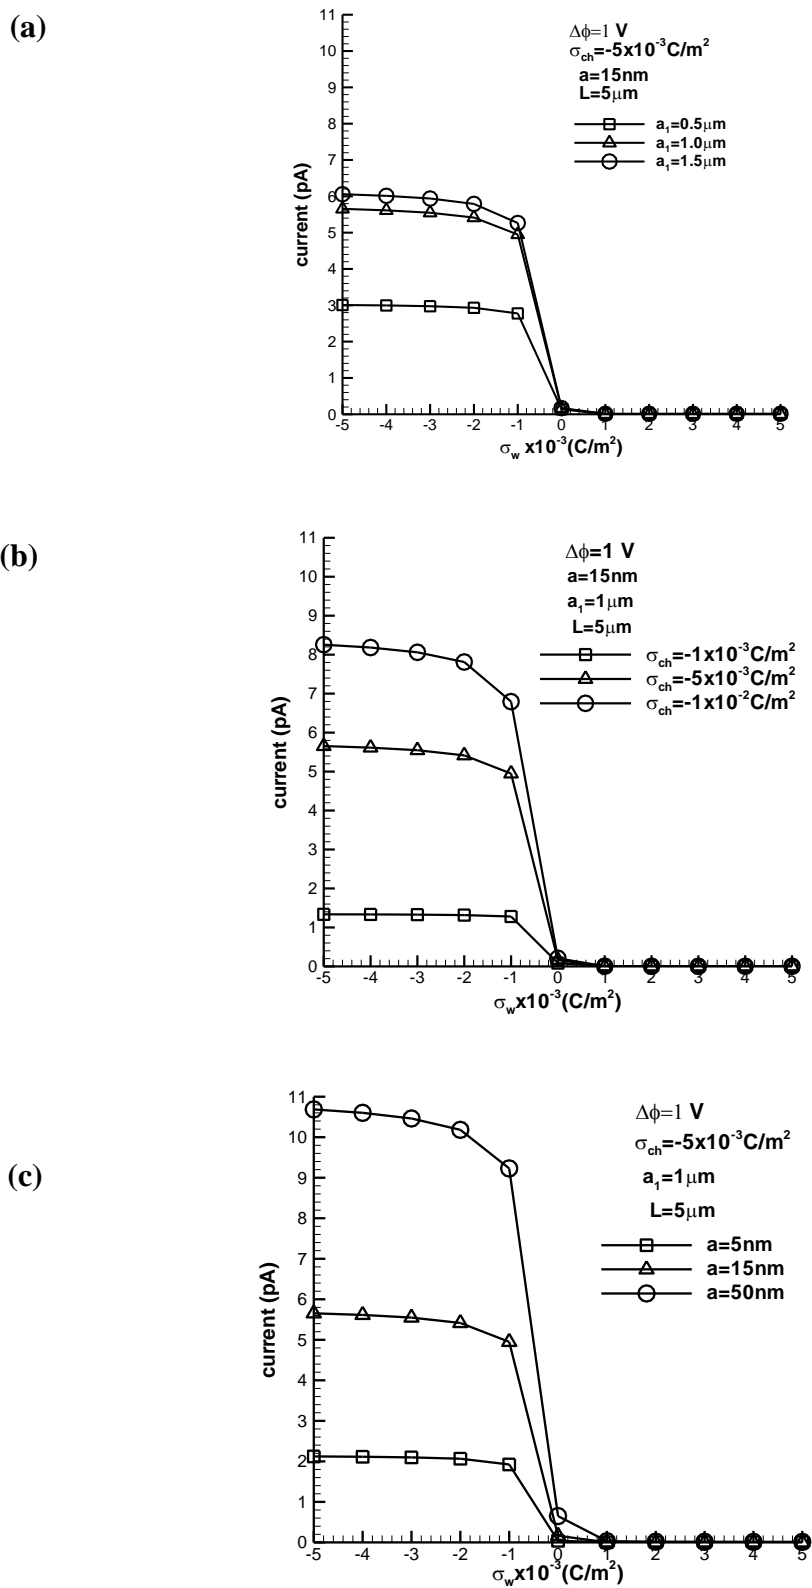 (a)
Δϕ=1 V
σch=-5x10⁻³C/m²
a=15nm
L=5μm
a₁=0.5μm
a₁=1.0μm
a₁=1.5μm
11
10
9
8
7
6
5
4
3
2
1
0
current (pA)
-5 -4 -3 -2 -1 0 1 2 3 4 5
σw x10⁻³(C/m²)
(b)
Δϕ=1 V
a=15nm
a₁=1μm
L=5μm
σch=-1x10⁻³C/m²
σch=-5x10⁻³C/m²
σch=-1x10⁻²C/m²
11
10
9
8
7
6
5
4
3
2
1
0
current (pA)
-5 -4 -3 -2 -1 0 1 2 3 4 5
σwx10⁻³(C/m²)
(c)
Δϕ=1 V
σch=-5x10⁻³C/m²
a₁=1μm
L=5μm
a=5nm
a=15nm
a=50nm
11
10
9
8
7
6
5
4
3
2
1
0
current (pA)
-5 -4 -3 -2 -1 0 1 2 3 4 5
σwx10⁻³(C/m²)